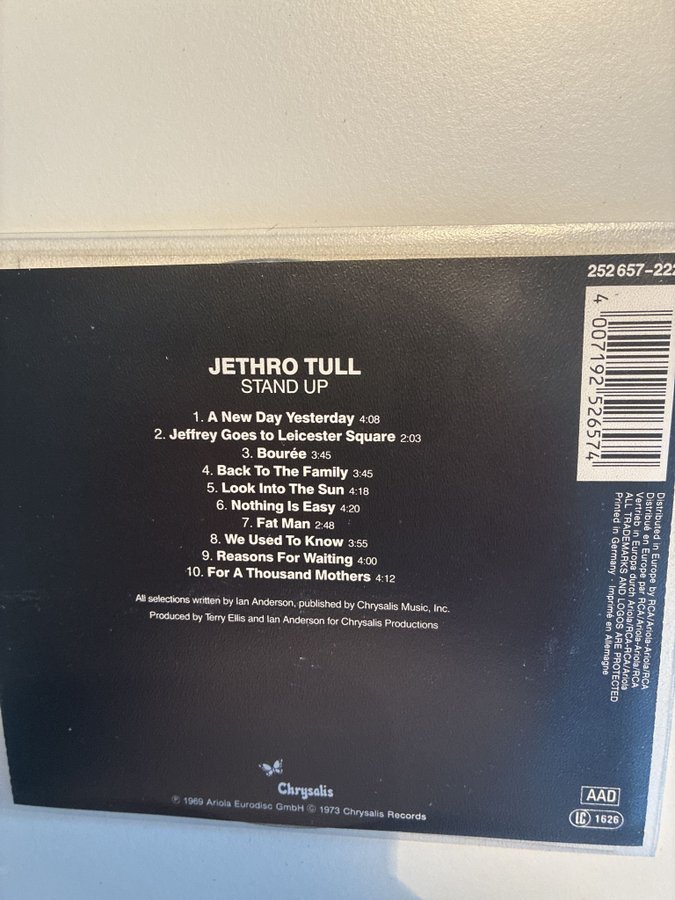 252 657-222
4 007192 526574
JETHRO TULL
STAND UP
1. A New Day Yesterday 4:08
2. Jeffrey Goes to Leicester Square 2:03
3. Bourée 3:45
4. Back To The Family 3:45
5. Look Into The Sun 4:18
6. Nothing Is Easy 4:20
7. Fat Man 2:48
8. We Used To Know 3:55
9. Reasons For Waiting 4:00
10. For A Thousand Mothers 4:12
All selections written by Ian Anderson, published by Chrysalis Music, Inc.
Produced by Terry Ellis and Ian Anderson for Chrysalis Productions
Distributed in Europe by RCA/Ariola-Ariola/RCA
Distribué en Europe par RCA/Ariola-Ariola/RCA
Vertrieb in Europa durch Ariola/RCA-RCA/Ariola
ALL TRADEMARKS AND LOGOS ARE PROTECTED
Printed in Germany · Imprimé en Allemagne
Chrysalis
℗ 1969 Ariola Eurodisc GmbH © 1973 Chrysalis Records
AAD
LC 1626